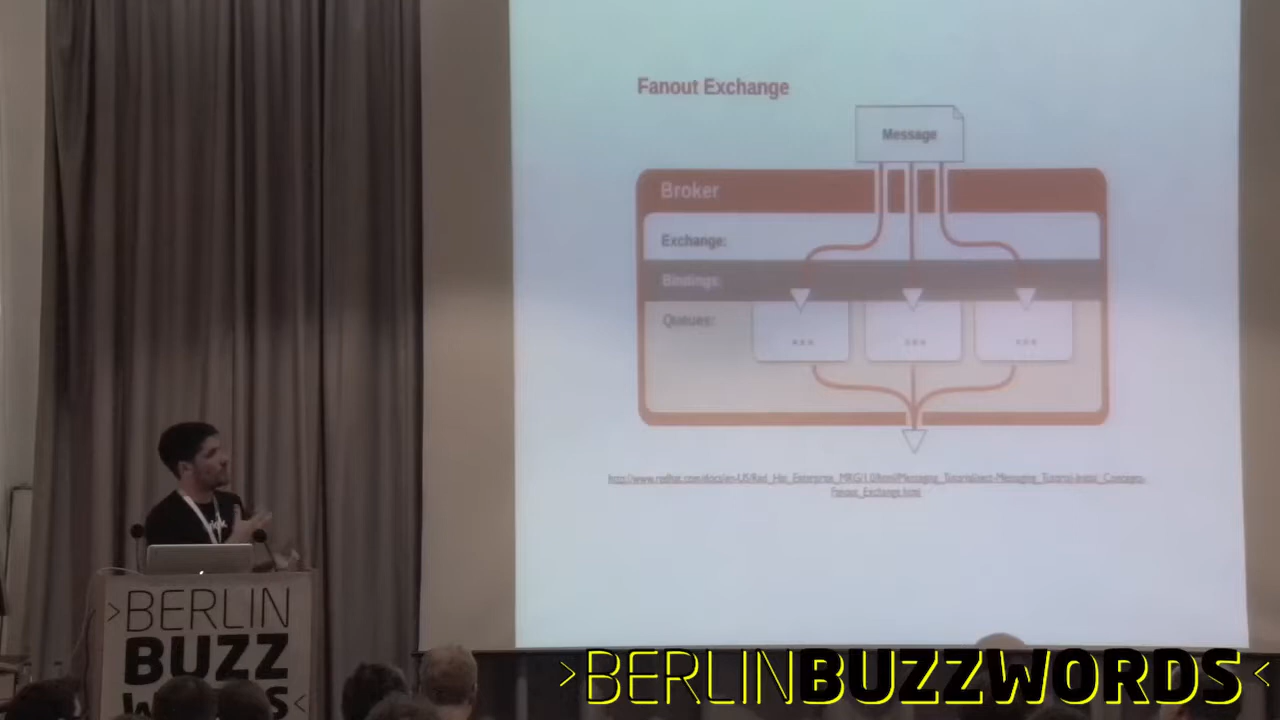 Fanout Exchange
Message
Broker
Exchange:
Bindings:
Queues:
...
...
...
>BERLIN
BUZZ
>BERLINBUZZWORDS<